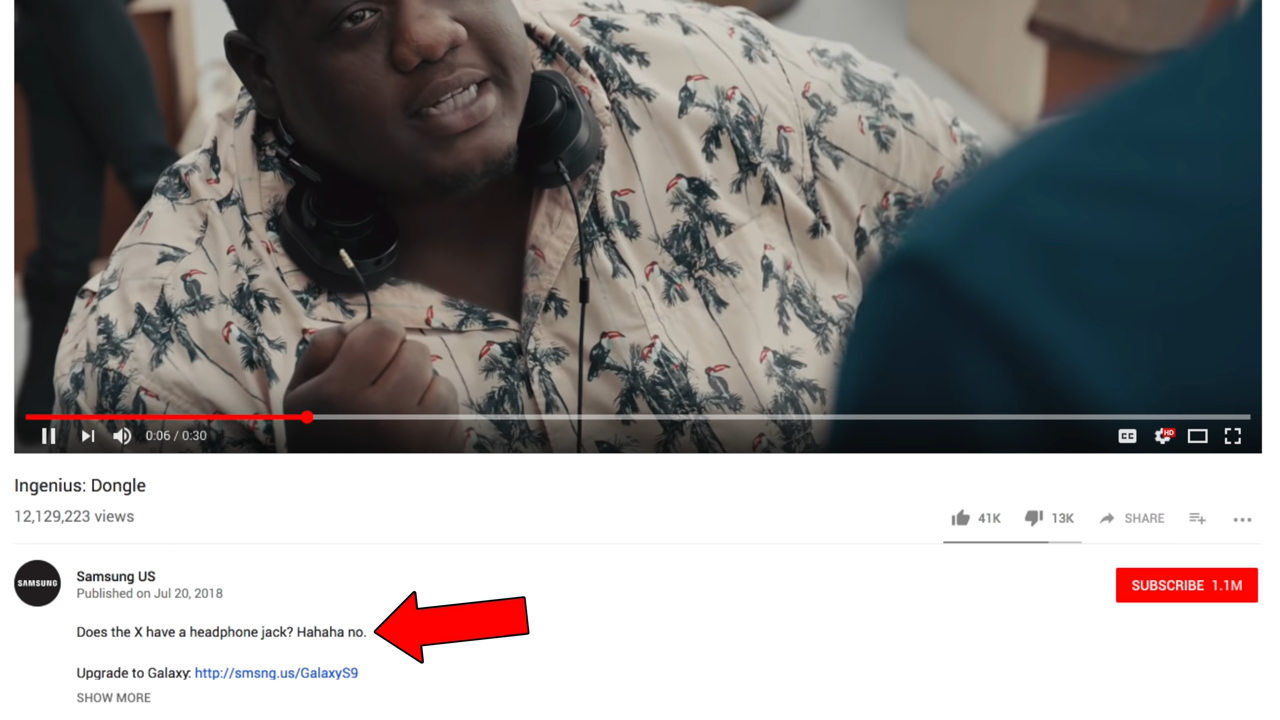 0:06 / 0:30
CC
HD
Ingenius: Dongle
12,129,223 views
41K
13K
SHARE
SAMSUNG
Samsung US
Published on Jul 20, 2018
SUBSCRIBE 1.1M
Does the X have a headphone jack? Hahaha no.
Upgrade to Galaxy: http://smsng.us/GalaxyS9
SHOW MORE